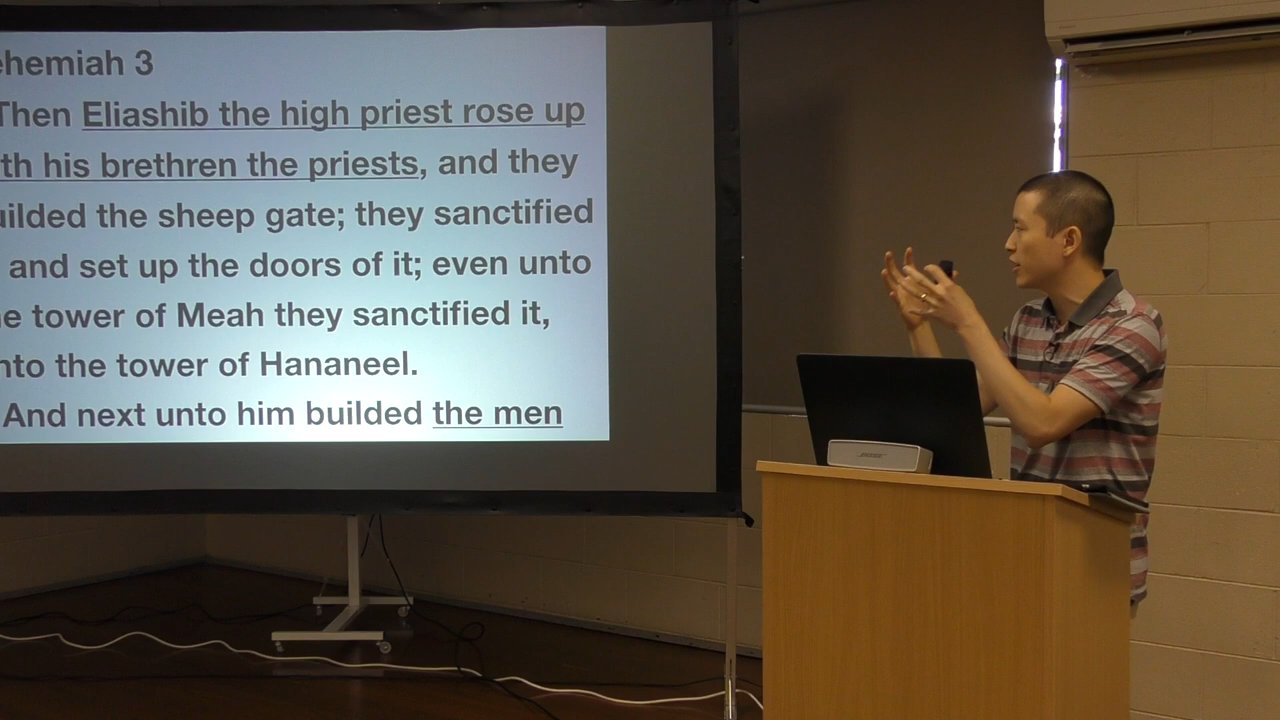 ehemiah 3
Then Eliashib the high priest rose up
th his brethren the priests, and they
uilded the sheep gate; they sanctified
and set up the doors of it; even unto
e tower of Meah they sanctified it,
nto the tower of Hananeel.
And next unto him builded the men
BOSE